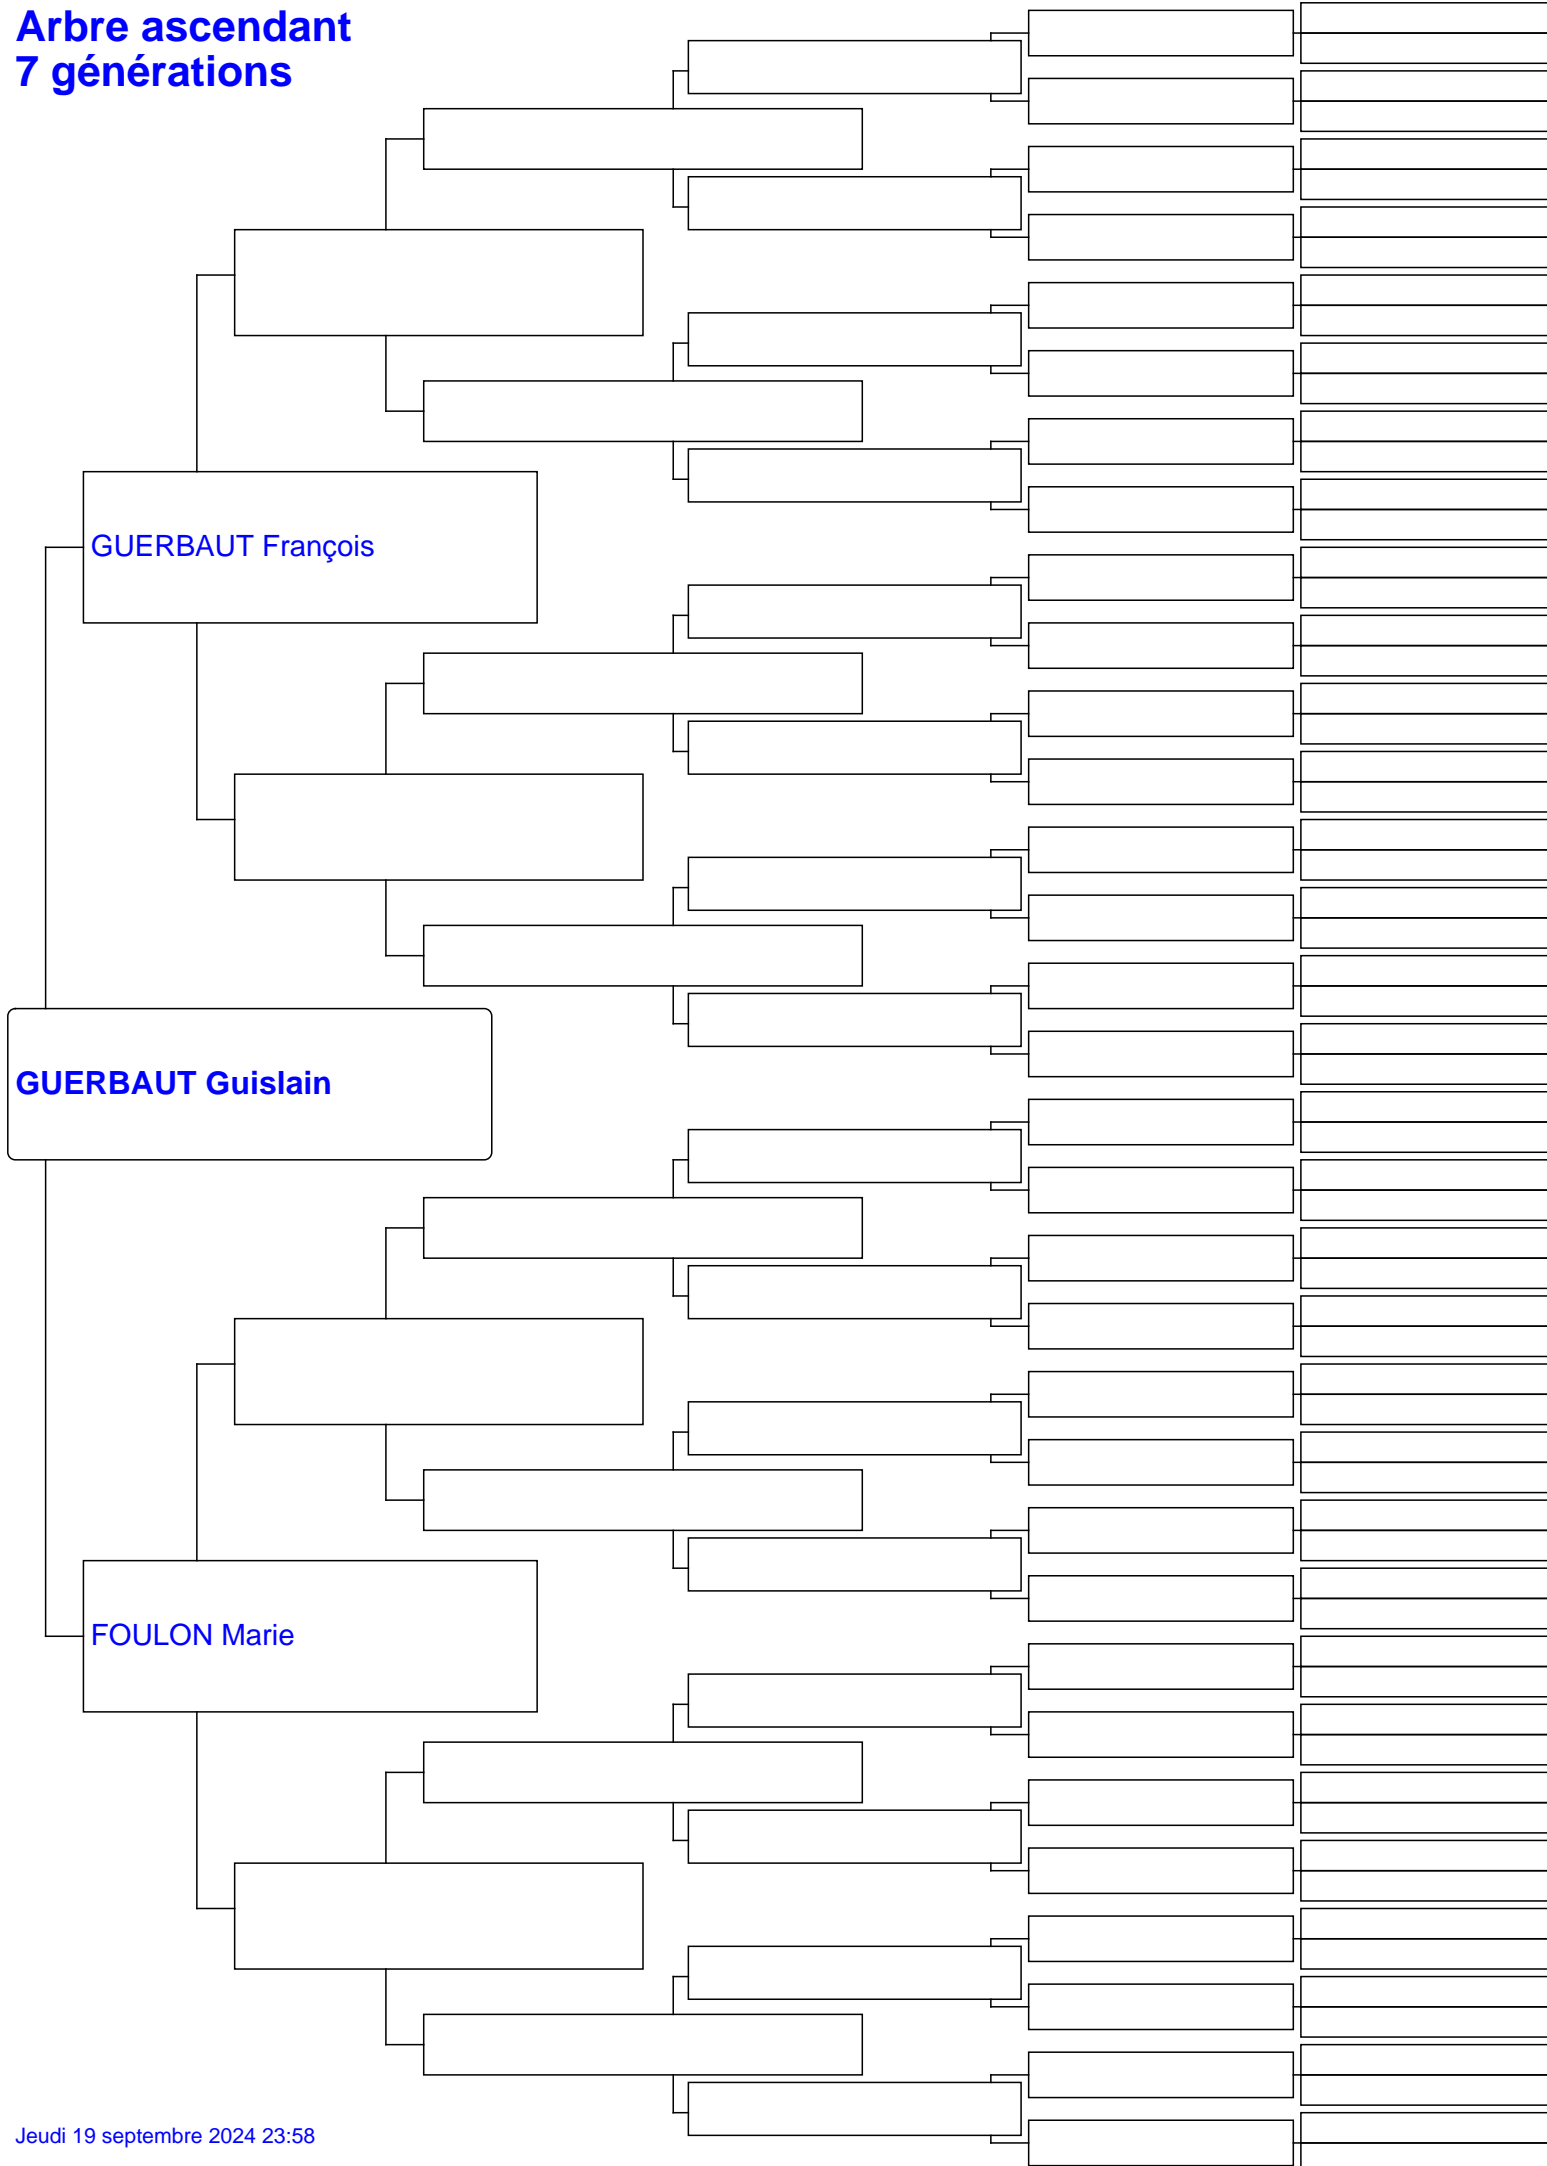 Arbre ascendant
7 générations
GUERBAUT François
GUERBAUT Guislain
FOULON Marie
Jeudi 19 septembre 2024 23:58